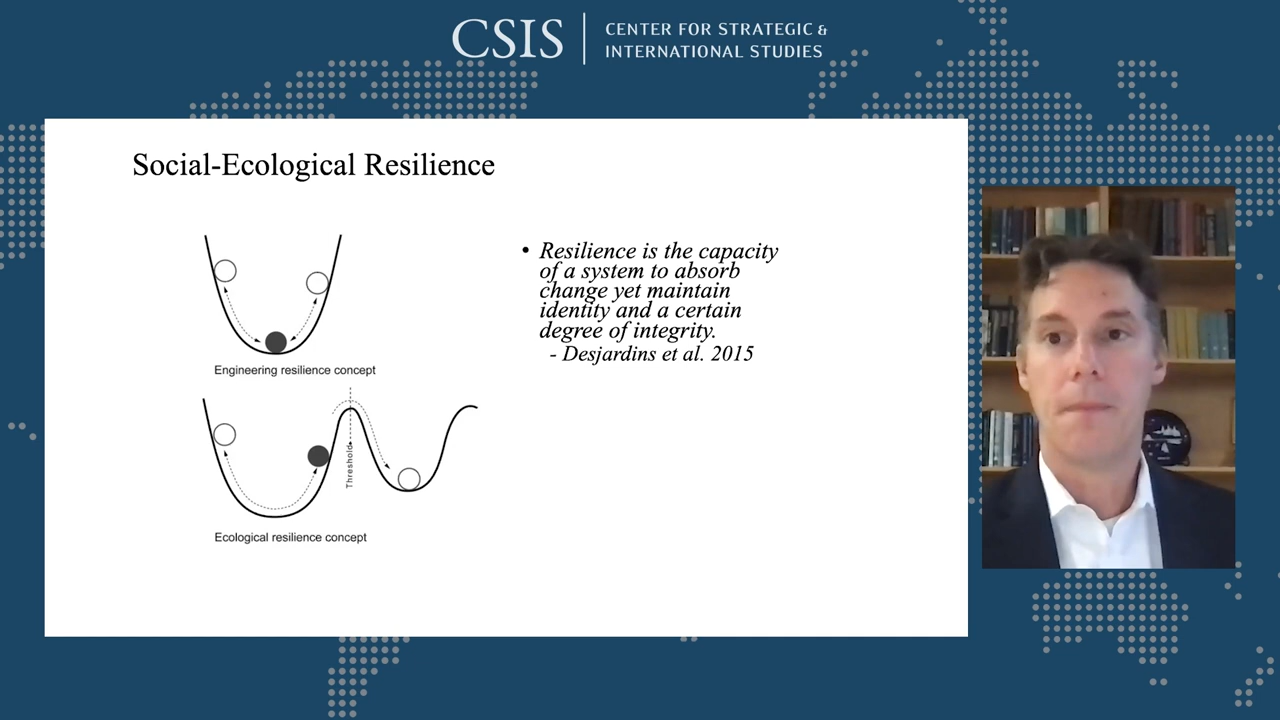 CSIS
CENTER FOR STRATEGIC &
INTERNATIONAL STUDIES
Social-Ecological Resilience
Engineering resilience concept
Threshold
Ecological resilience concept
• Resilience is the capacity
of a system to absorb
change yet maintain
identity and a certain
degree of integrity.
- Desjardins et al. 2015